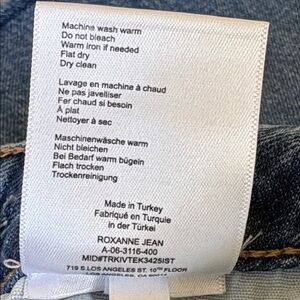 Machine wash warm
Do not bleach
Warm iron if needed
Flat dry
Dry clean
Lavage en machine à chaud
Ne pas javelliser
Fer chaud si besoin
À plat
Nettoyer à sec
Maschinenwäsche warm
Nicht bleichen
Bei Bedarf warm bügeln
Flach trocken
Trockenreinigung
Made in Turkey
Fabriqué en Turquie
in der Türkei
ROXANNE JEAN
A-06-3116-400
MID#TRKIVTEK3425IST
719 S.LOS ANGELES ST. 10TH FLOOR
LOS ANGELES